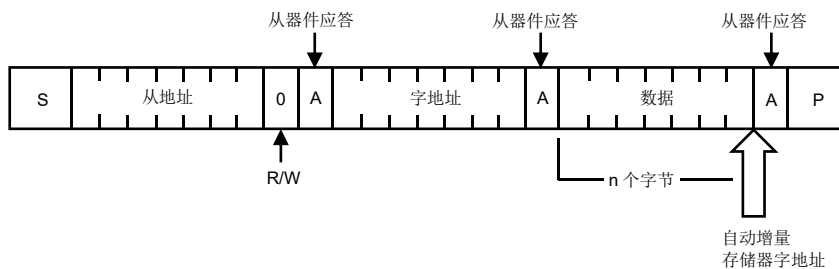 从器件应答 从器件应答 从器件应答
S 从地址 0 A 字地址 A 数据 A P
R/W
n 个字节
自动增量
存储器字地址